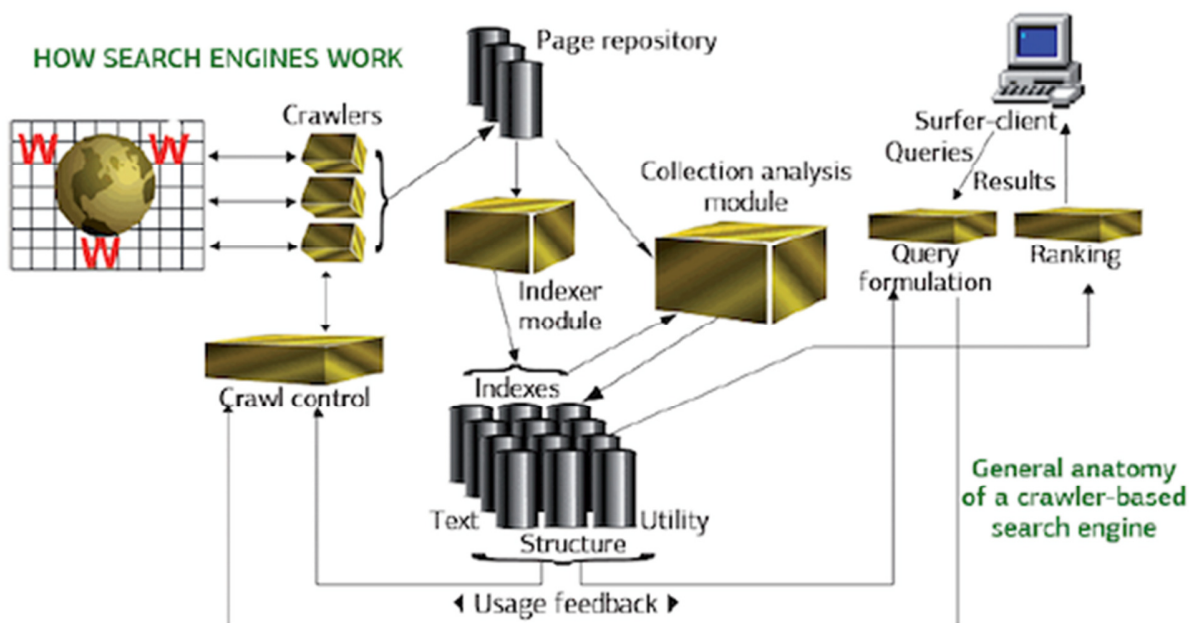 HOW SEARCH ENGINES WORK
Page repository
Crawlers
W
W
W
Surfer-client
Queries
Results
Collection analysis
module
Query
formulation
Ranking
Indexer
module
Crawl control
Indexes
Text
Utility
Structure
General anatomy
of a crawler-based
search engine
Usage feedback